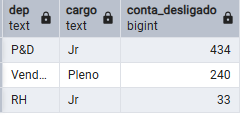 dep cargo conta_desligado
text text bigint
P&D Jr 434
Vend... Pleno 240
RH Jr 33